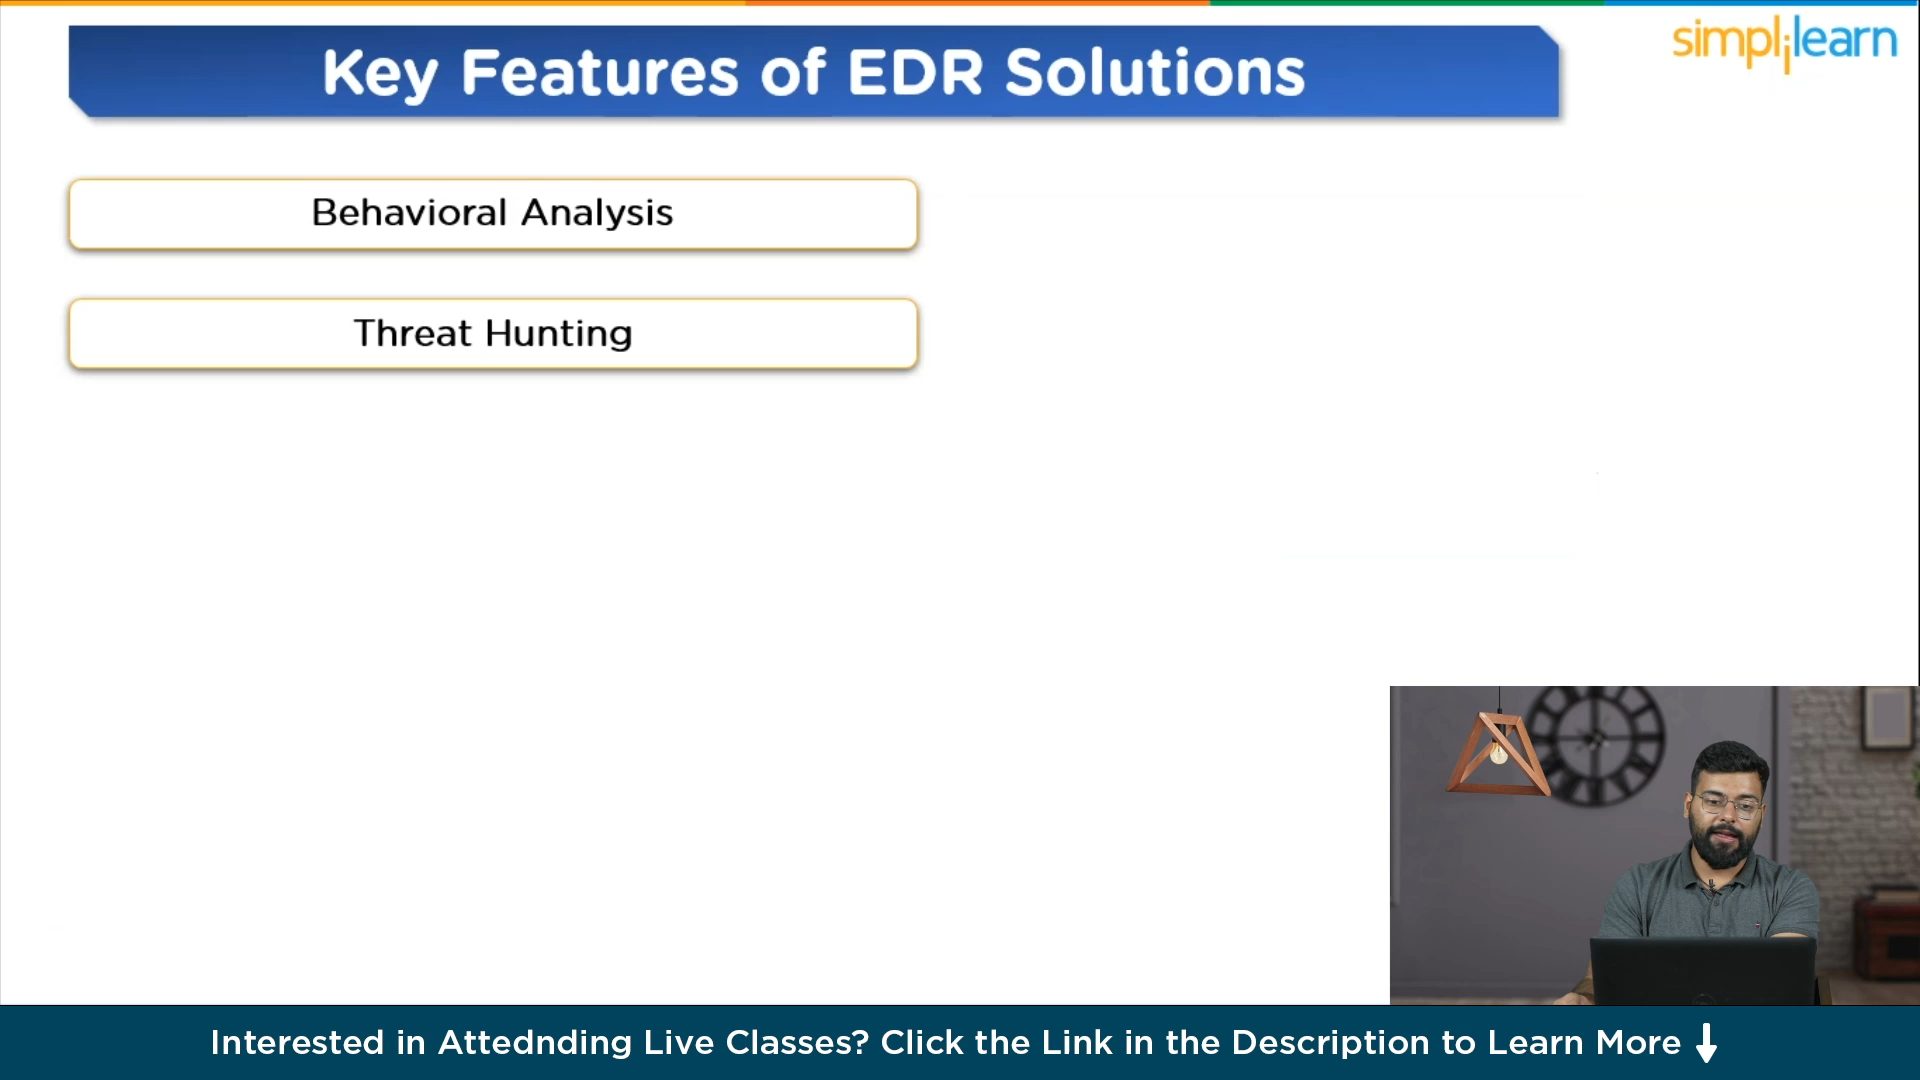 Key Features of EDR Solutions
simplilearn
Behavioral Analysis
Threat Hunting
Interested in Attednding Live Classes? Click the Link in the Description to Learn More